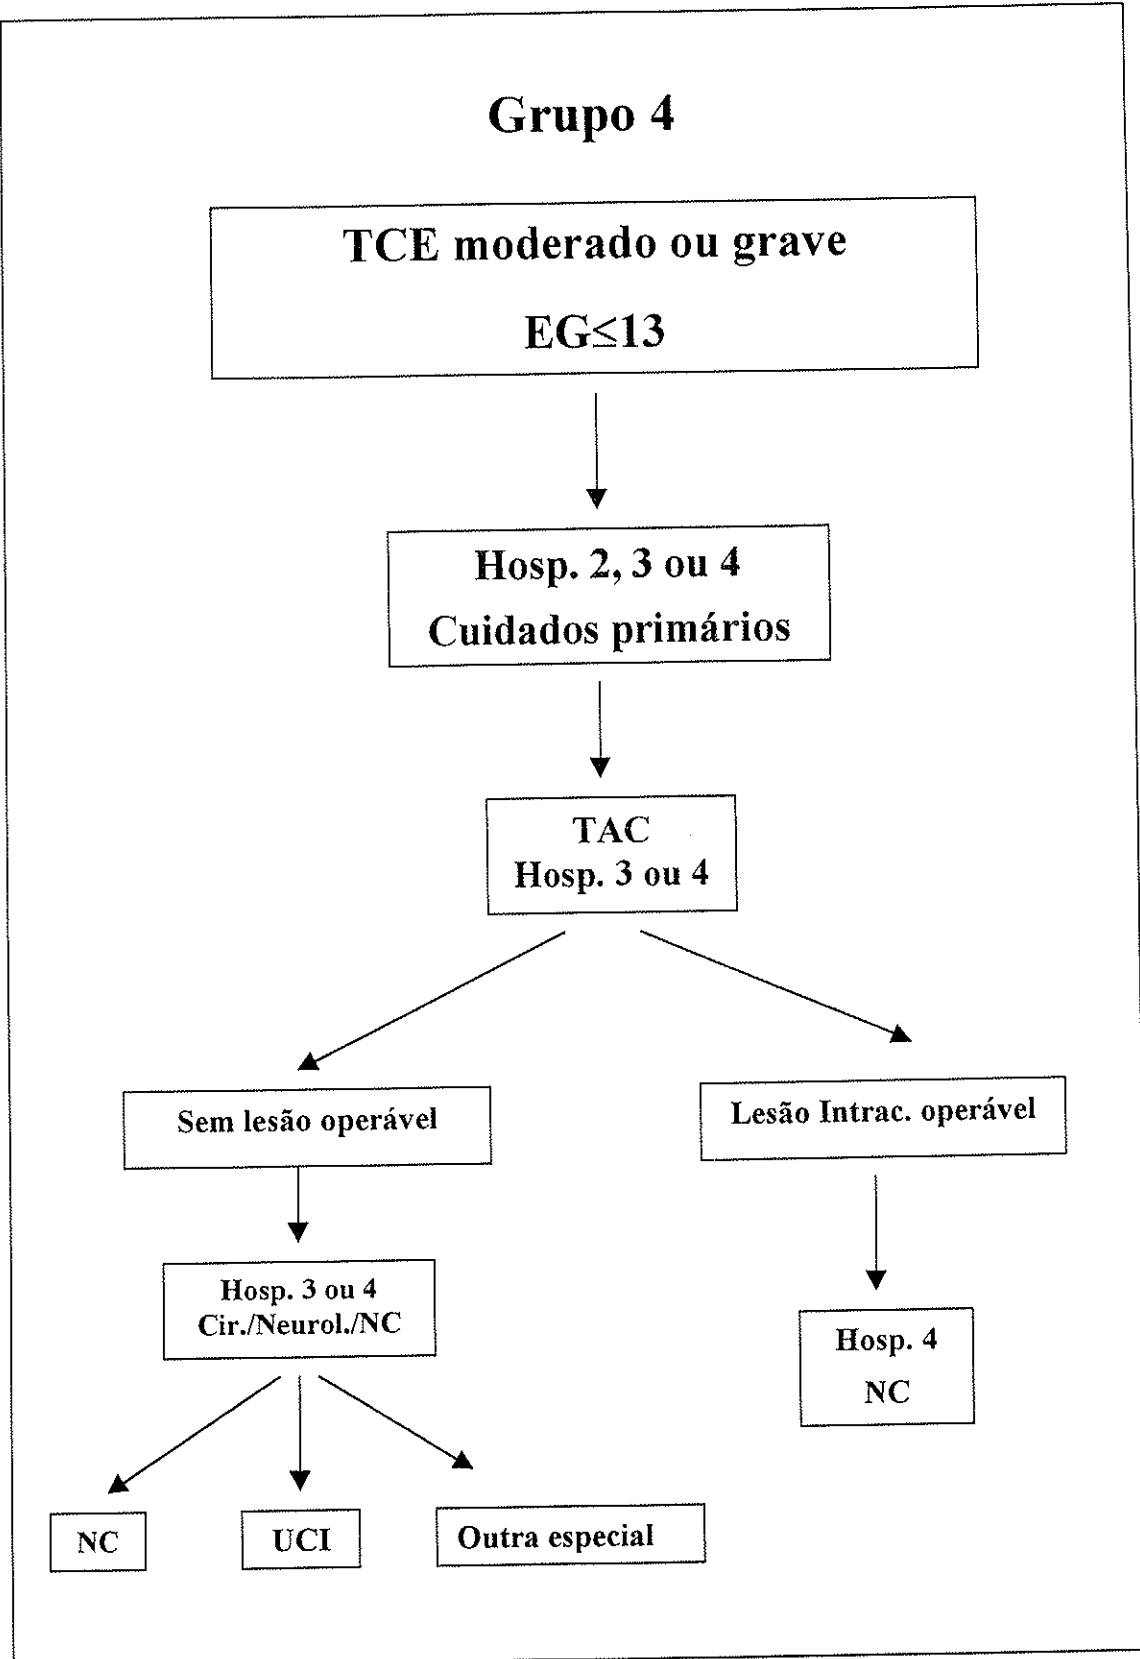 Grupo 4
TCE moderado ou grave
EG≤13
Hosp. 2, 3 ou 4
Cuidados primários
TAC
Hosp. 3 ou 4
Sem lesão operável
Lesão Intrac. operável
Hosp. 3 ou 4
Cir./Neurol./NC
Hosp. 4
NC
NC
UCI
Outra especial